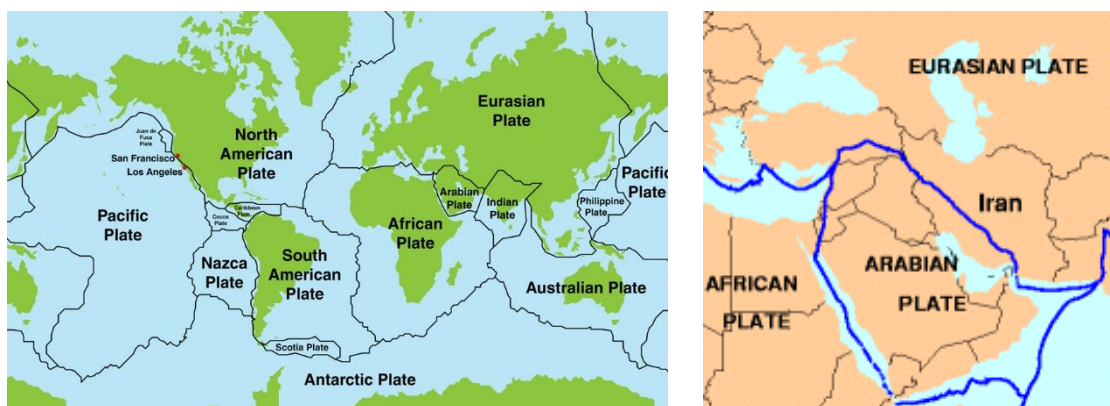 Juan de
Fuca
Plate
San Francisco
Los Angeles
North
American
Plate
Eurasian
Plate
Caribbean Plate
Cocos
Plate
Arabian
Plate
Indian
Plate
Philippine
Plate
Pacific
Plate
Pacific
Plate
African
Plate
Nazca
Plate
South
American
Plate
Australian Plate
Scotia Plate
Antarctic Plate
EURASIAN PLATE
Iran
ARABIAN
PLATE
AFRICAN
PLATE